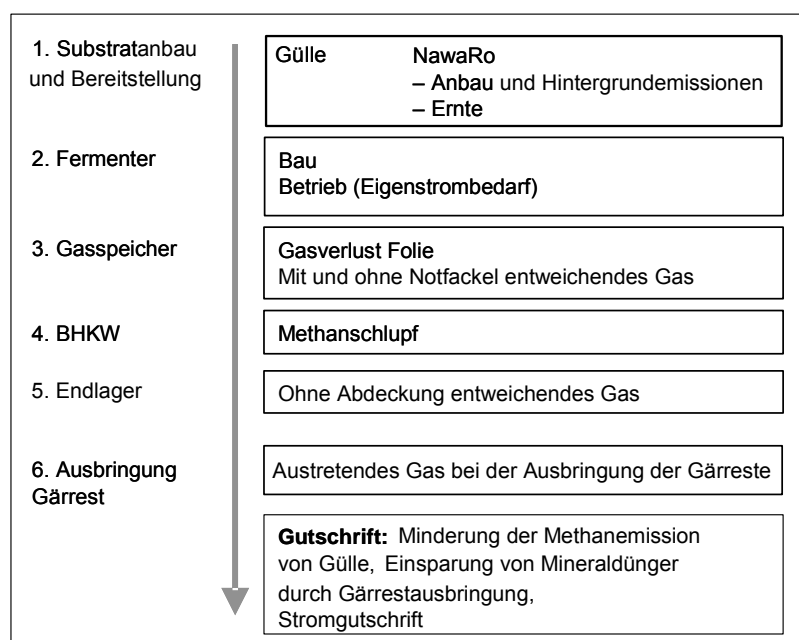 1. Substratanbau
und Bereitstellung
Gülle NawaRo
– Anbau und Hintergrundemissionen
– Ernte
2. Fermenter
Bau
Betrieb (Eigenstrombedarf)
3. Gasspeicher
Gasverlust Folie
Mit und ohne Notfackel entweichendes Gas
4. BHKW
Methanschlupf
5. Endlager
Ohne Abdeckung entweichendes Gas
6. Ausbringung
Gärrest
Austretendes Gas bei der Ausbringung der Gärreste
Gutschrift: Minderung der Methanemission
von Gülle, Einsparung von Mineraldünger
durch Gärrestausbringung,
Stromgutschrift